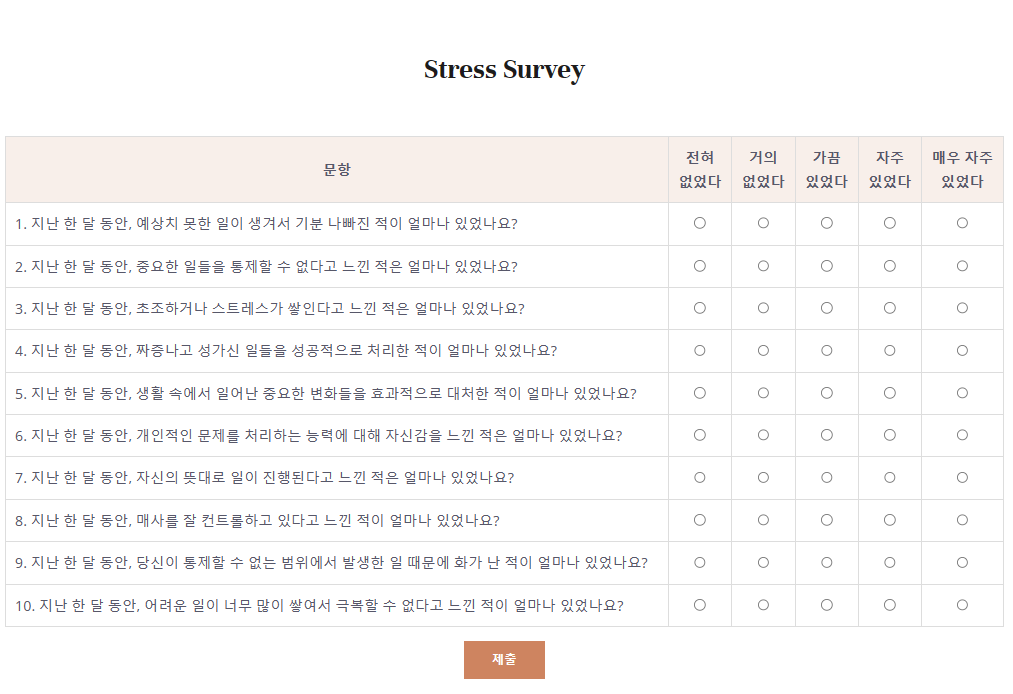 Stress Survey
문항
전혀
없었다
거의
없었다
가끔
있었다
자주
있었다
매우 자주
있었다
1. 지난 한 달 동안, 예상치 못한 일이 생겨서 기분 나빠진 적이 얼마나 있었나요?
2. 지난 한 달 동안, 중요한 일들을 통제할 수 없다고 느낀 적은 얼마나 있었나요?
3. 지난 한 달 동안, 초조하거나 스트레스가 쌓인다고 느낀 적은 얼마나 있었나요?
4. 지난 한 달 동안, 짜증나고 성가신 일들을 성공적으로 처리한 적이 얼마나 있었나요?
5. 지난 한 달 동안, 생활 속에서 일어난 중요한 변화들을 효과적으로 대처한 적이 얼마나 있었나요?
6. 지난 한 달 동안, 개인적인 문제를 처리하는 능력에 대해 자신감을 느낀 적은 얼마나 있었나요?
7. 지난 한 달 동안, 자신의 뜻대로 일이 진행된다고 느낀 적은 얼마나 있었나요?
8. 지난 한 달 동안, 매사를 잘 컨트롤하고 있다고 느낀 적이 얼마나 있었나요?
9. 지난 한 달 동안, 당신이 통제할 수 없는 범위에서 발생한 일 때문에 화가 난 적이 얼마나 있었나요?
10. 지난 한 달 동안, 어려운 일이 너무 많이 쌓여서 극복할 수 없다고 느낀 적이 얼마나 있었나요?
제출